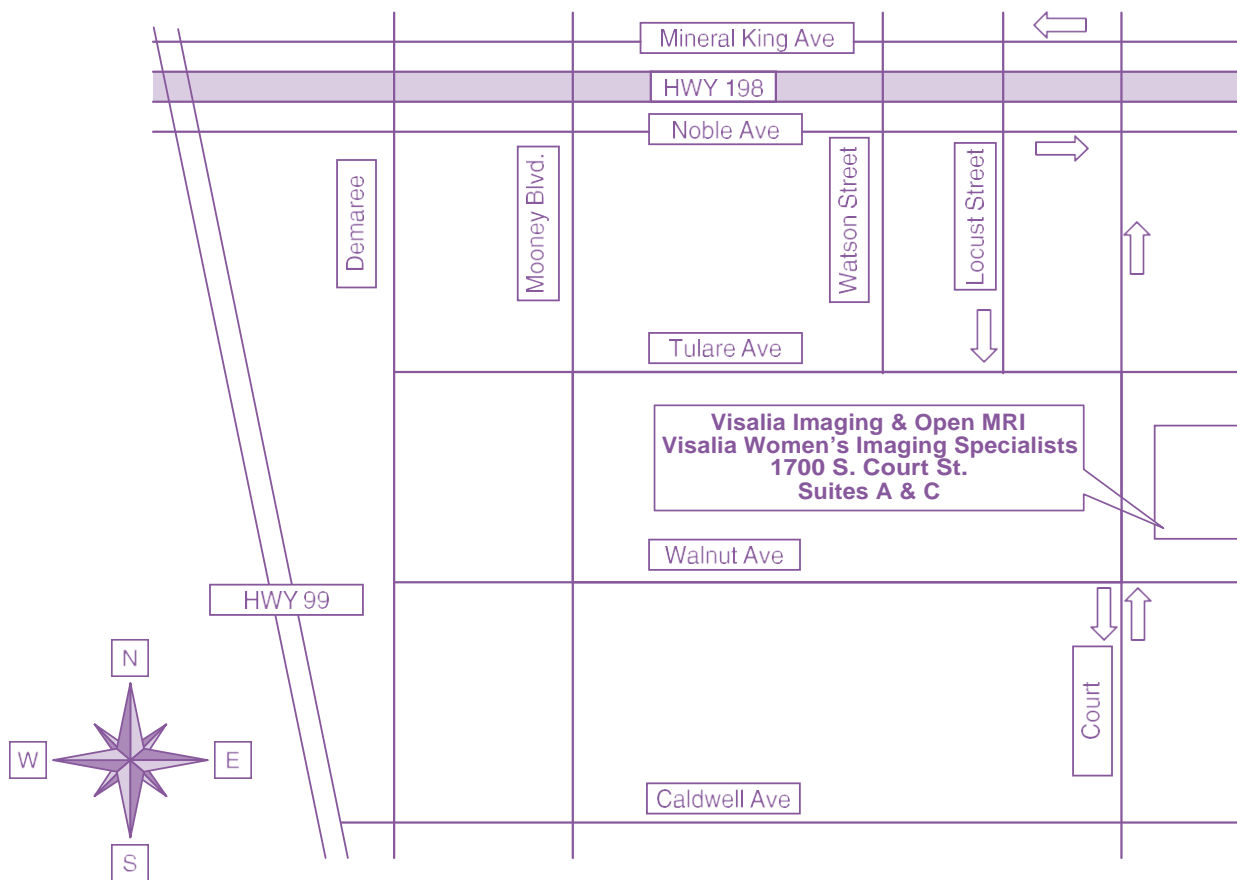 Mineral King Ave
HWY 198
Noble Ave
Demaree
Mooney Blvd.
Watson Street
Locust Street
Tulare Ave
Visalia Imaging & Open MRI
Visalia Women’s Imaging Specialists
1700 S. Court St.
Suites A & C
Walnut Ave
HWY 99
Court
Caldwell Ave
N
W
E
S